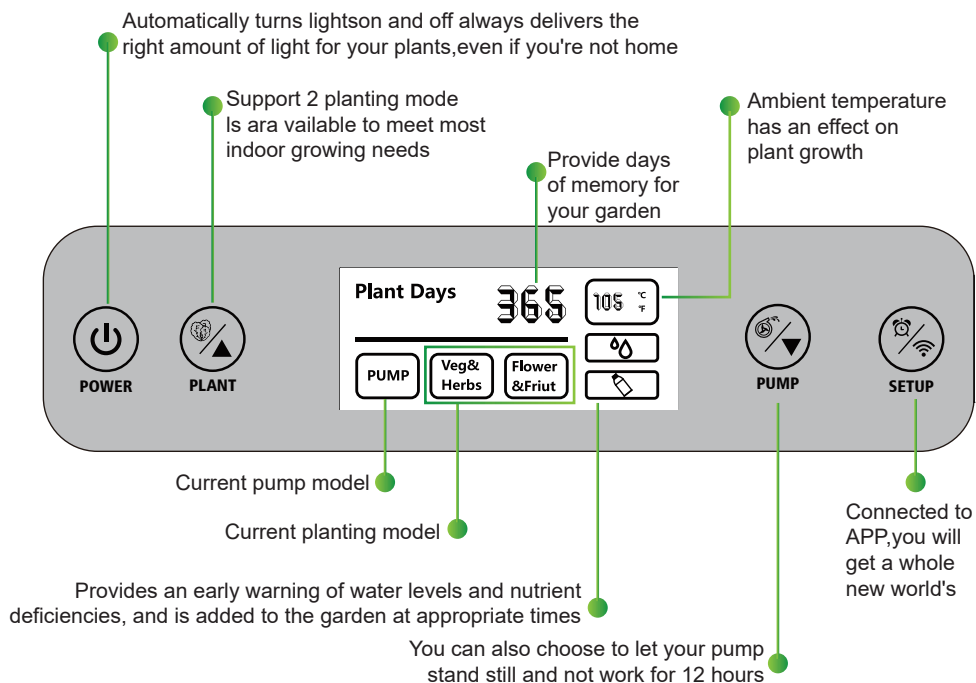 Automatically turns lightson and off always delivers the
right amount of light for your plants,even if you're not home
Support 2 planting mode
Is ara vailable to meet most
indoor growing needs
Provide days
of memory for
your garden
Ambient temperature
has an effect on
plant growth
POWER
PLANT
Plant Days
365
105 °C
°F
PUMP
Veg&
Herbs
Flower
&Friut
PUMP
SETUP
Current pump model
Current planting model
Provides an early warning of water levels and nutrient
deficiencies, and is added to the garden at appropriate times
You can also choose to let your pump
stand still and not work for 12 hours
Connected to
APP,you will
get a whole
new world's